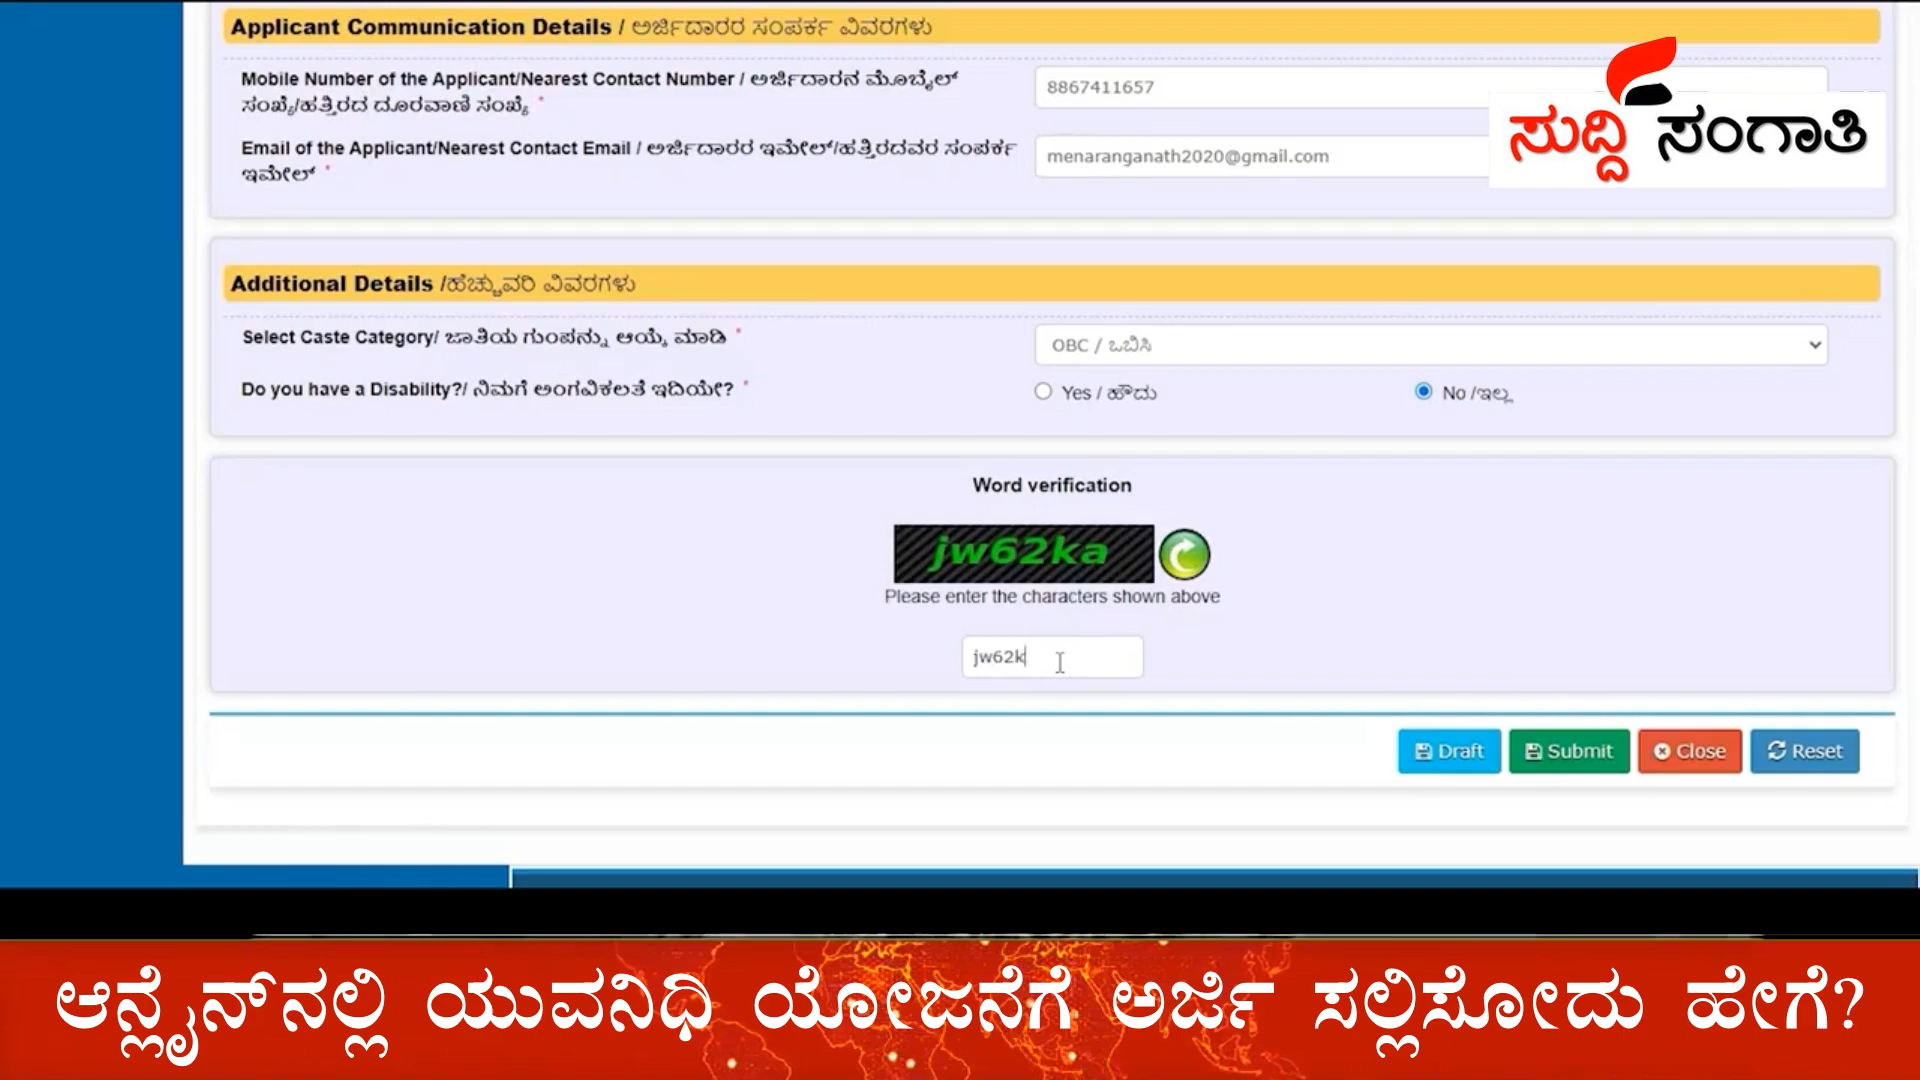 Applicant Communication Details / ಅರ್ಜಿದಾರರ ಸಂಪರ್ಕ ವಿವರಗಳು
Mobile Number of the Applicant/Nearest Contact Number / ಅರ್ಜಿದಾರನ ಮೊಬೈಲ್
ಸಂಖ್ಯೆ/ಹತ್ತಿರದ ದೂರವಾಣಿ ಸಂಖ್ಯೆ *
8867411657
ಸುದ್ದಿ ಸಂಗಾತಿ
Email of the Applicant/Nearest Contact Email / ಅರ್ಜಿದಾರರ ಇಮೇಲ್/ಹತ್ತಿರದವರ ಸಂಪರ್ಕ
ಇಮೇಲ್ *
menaranganath2020@gmail.com
Additional Details /ಹೆಚ್ಚುವರಿ ವಿವರಗಳು
Select Caste Category/ ಜಾತಿಯ ಗುಂಪನ್ನು ಆಯ್ಕೆ ಮಾಡಿ *
OBC / ಒಬಿಸಿ
Do you have a Disability?/ ನಿಮಗೆ ಅಂಗವಿಕಲತೆ ಇದಿಯೇ? *
Yes / ಹೌದು
No /ಇಲ್ಲ
Word verification
jw62ka
Please enter the characters shown above
jw62k
Draft Submit Close Reset
ಆನ್ಲೈನ್‌ನಲ್ಲಿ ಯುವನಿಧಿ ಯೋಜನೆಗೆ ಅರ್ಜಿ ಸಲ್ಲಿಸೋದು ಹೇಗೆ?